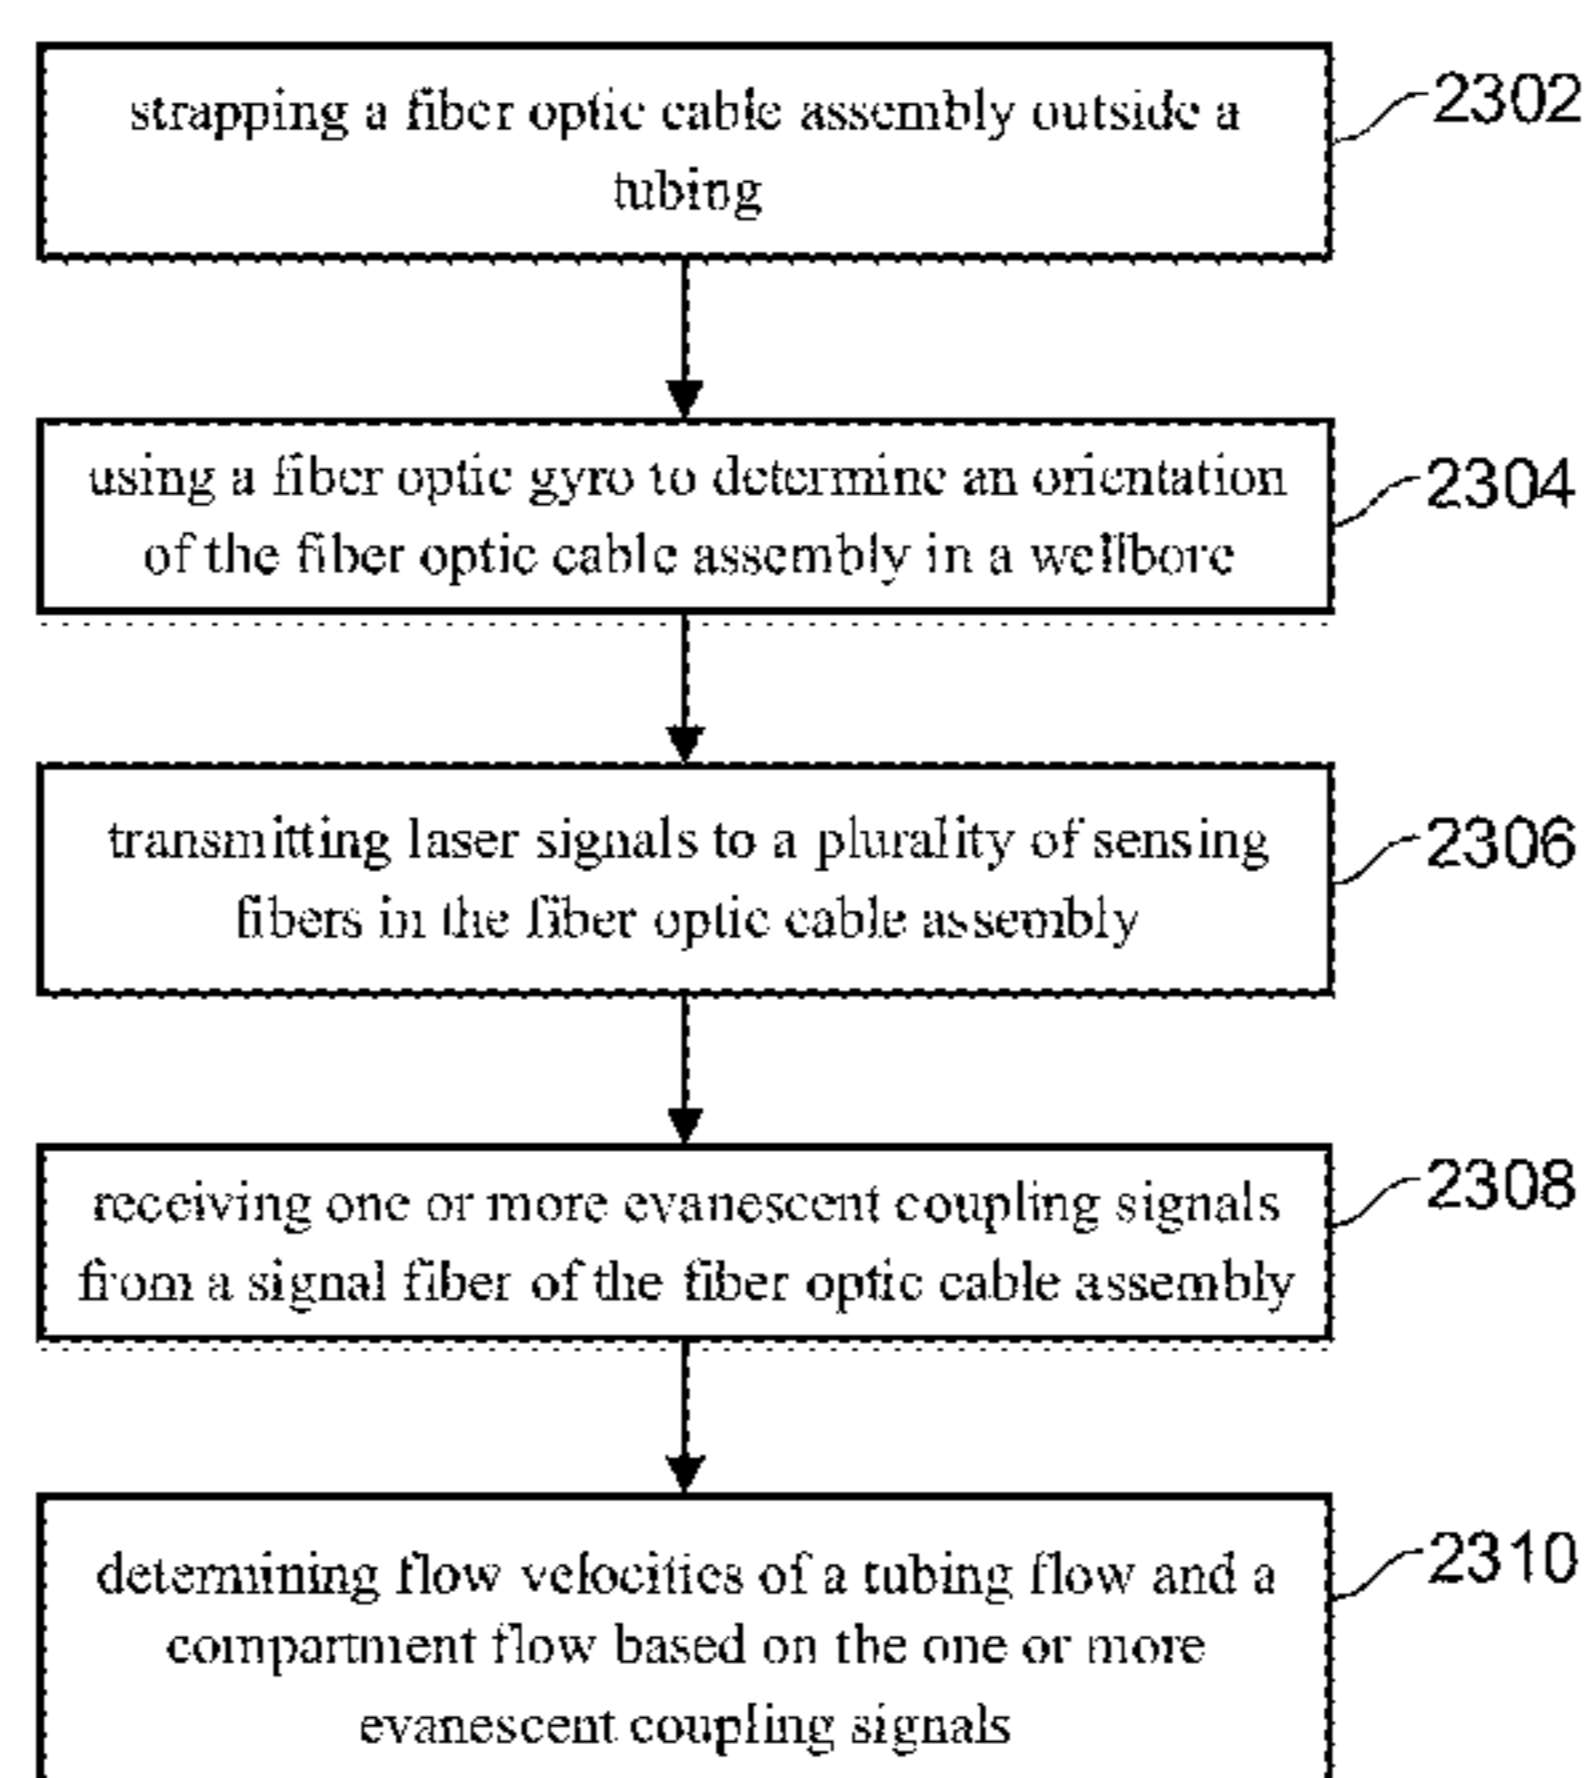 strapping a fiber optic cable assembly outside a
tubing
2302
using a fiber optic gyro to determine an orientation
of the fiber optic cable assembly in a wellbore
2304
transmitting laser signals to a plurality of sensing
fibers in the fiber optic cable assembly
2306
receiving one or more evanescent coupling signals
from a signal fiber of the fiber optic cable assembly
2308
determining flow velocities of a tubing flow and a
compartment flow based on the one or more
evanescent coupling signals
2310